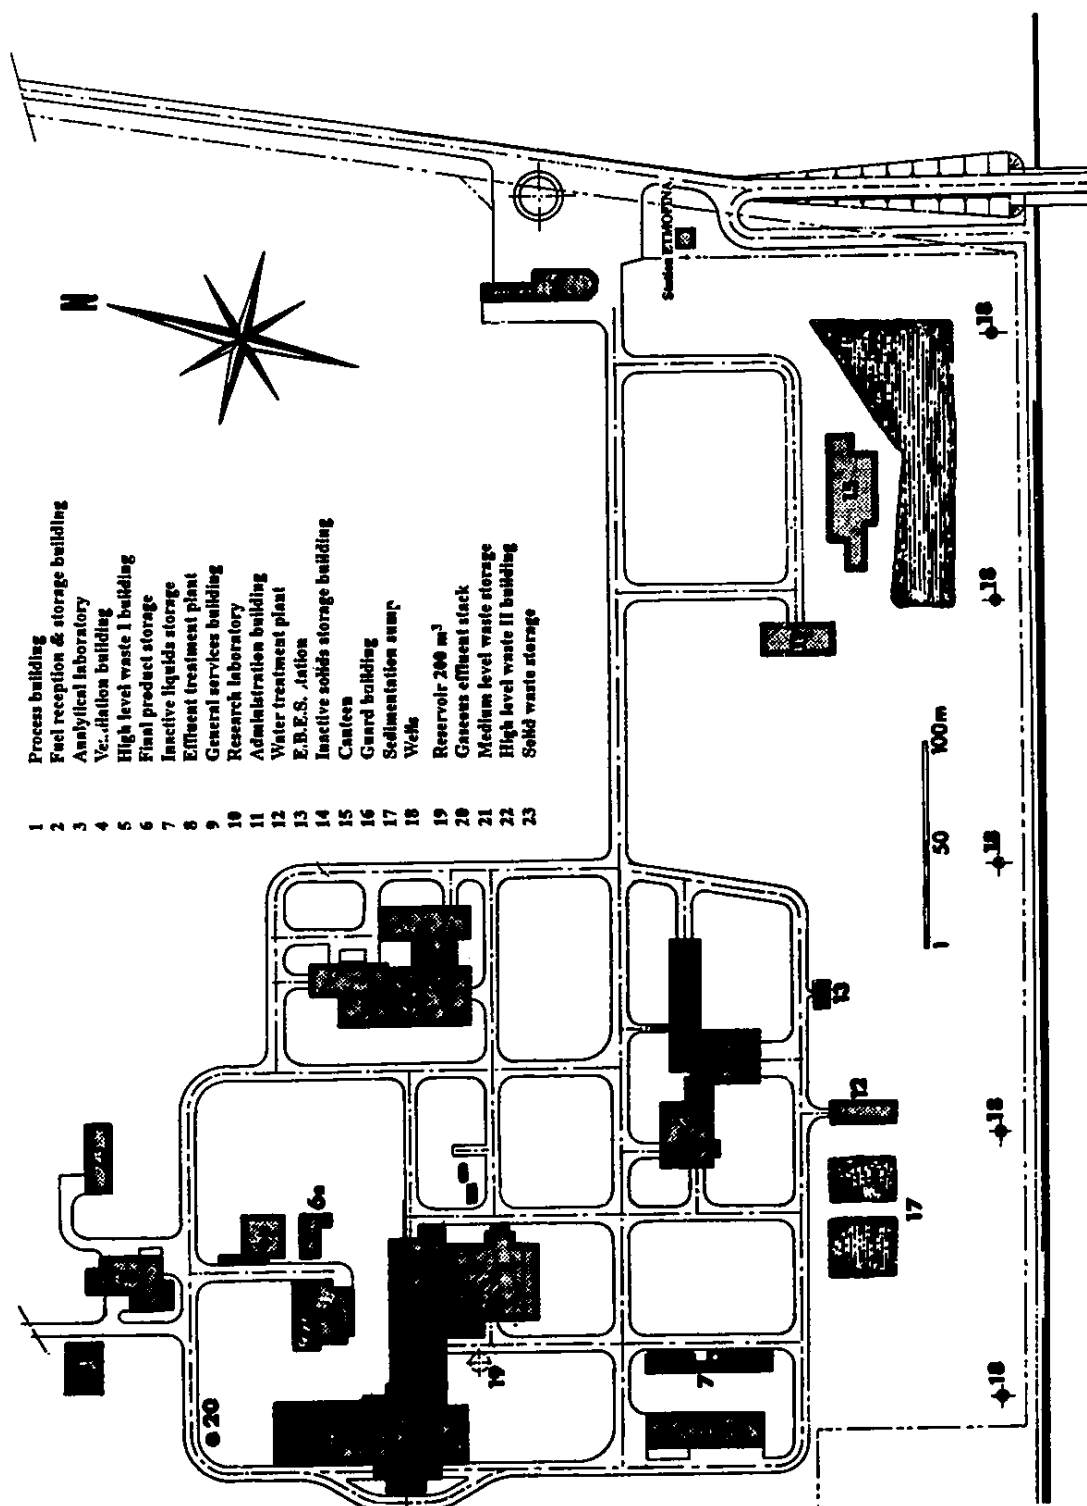 N
1 Process building
2 Fuel reception & storage building
3 Analytical laboratory
4 building
5 High level waste I building
6 Final product storage
7 Inactive liquids storage
8 Effluent treatment plant
9 General services building
10 Research laboratory
11 Administration building
12 Water treatment plant
13 E.B.E.S.
14 Inactive solids storage building
15 Canteen
16 Guard building
17 Sedimentation sump
18 Wells
19 Reservoir 200 m³
20 Gaseous effluent stack
21 Medium level waste storage
22 High level waste II building
23 Solid waste storage
Station
18
15
18
1 50 100m
18
13
12
18
17
6a
19
7
20
18